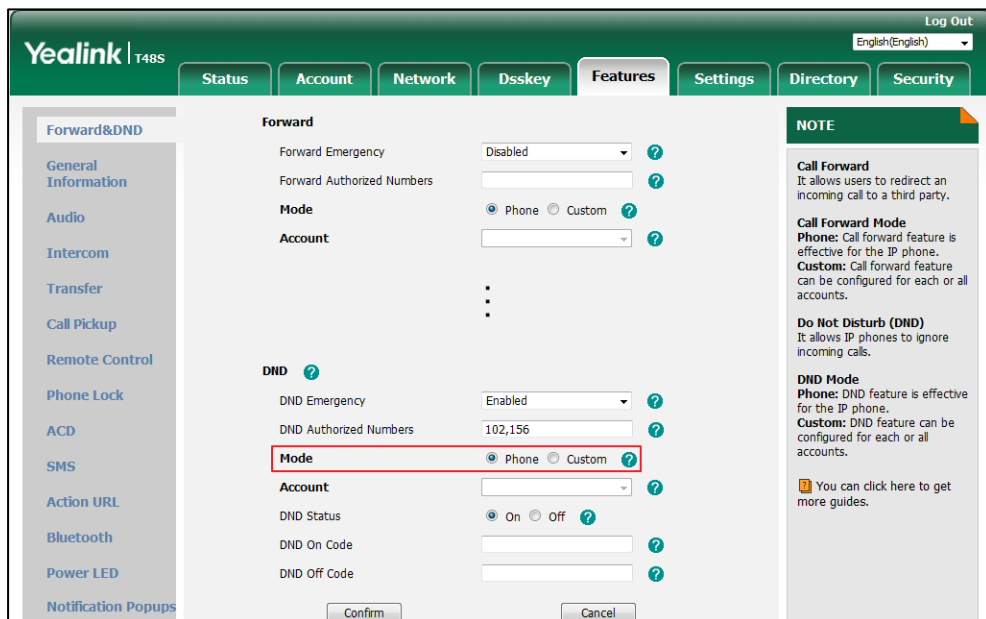 Log Out
Yealink | T48S
English(English)
Status Account Network Dsskey Features Settings Directory Security
Forward&DND
General
Information
Audio
Intercom
Transfer
Call Pickup
Remote Control
Phone Lock
ACD
SMS
Action URL
Bluetooth
Power LED
Notification Popups
Forward
Forward Emergency Disabled ?
Forward Authorized Numbers ?
Mode Phone Custom ?
Account ?
DND ?
DND Emergency Enabled ?
DND Authorized Numbers 102,156 ?
Mode Phone Custom ?
Account ?
DND Status On Off ?
DND On Code ?
DND Off Code ?
Confirm Cancel
NOTE
Call Forward
It allows users to redirect an
incoming call to a third party.
Call Forward Mode
Phone: Call forward feature is
effective for the IP phone.
Custom: Call forward feature
can be configured for each or all
accounts.
Do Not Disturb (DND)
It allows IP phones to ignore
incoming calls.
DND Mode
Phone: DND feature is effective
for the IP phone.
Custom: DND feature can be
configured for each or all
accounts.
? You can click here to get
more guides.